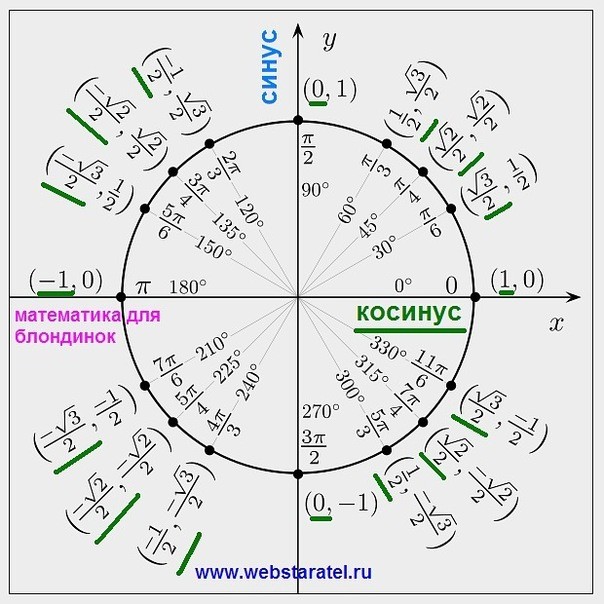 синус
y
(0, 1)
(-1/2, √3/2)
(1/2, √3/2)
(-√2/2, √2/2)
(√2/2, √2/2)
(-√3/2, 1/2)
(√3/2, 1/2)
π/2
90°
2π/3
120°
π/3
60°
3π/4
135°
π/4
45°
5π/6
150°
π/6
30°
(-1, 0)
π
180°
0°
0
(1, 0)
математика для
блондинок
косинус
x
7π/6
210°
330°
11π/6
5π/4
225°
315°
7π/4
4π/3
240°
300°
5π/3
270°
3π/2
(-√3/2, -1/2)
(√3/2, -1/2)
(-√2/2, -√2/2)
(√2/2, -√2/2)
(-1/2, -√3/2)
(1/2, -√3/2)
(0, -1)
www.webstaratel.ru